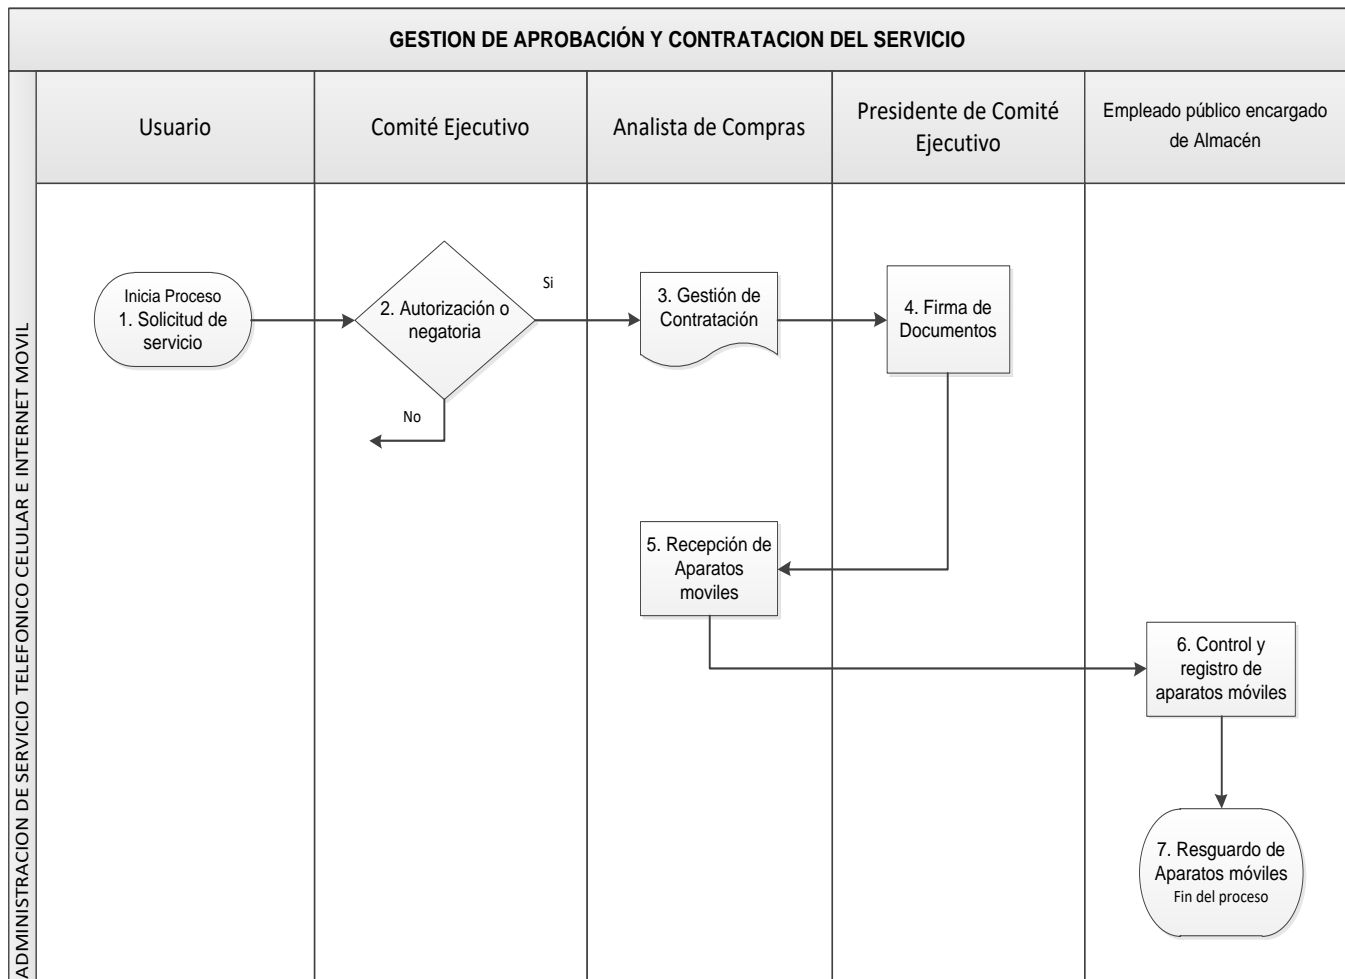 GESTION DE APROBACIÓN Y CONTRATACION DEL SERVICIO
ADMINISTRACION DE SERVICIO TELEFONICO CELULAR E INTERNET MOVIL
Usuario
Comité Ejecutivo
Analista de Compras
Presidente de Comité
Ejecutivo
Empleado público encargado
de Almacén
Inicia Proceso
1. Solicitud de
servicio
2. Autorización o
negatoria
Si
No
3. Gestión de
Contratación
4. Firma de
Documentos
5. Recepción de
Aparatos
moviles
6. Control y
registro de
aparatos móviles
7. Resguardo de
Aparatos móviles
Fin del proceso